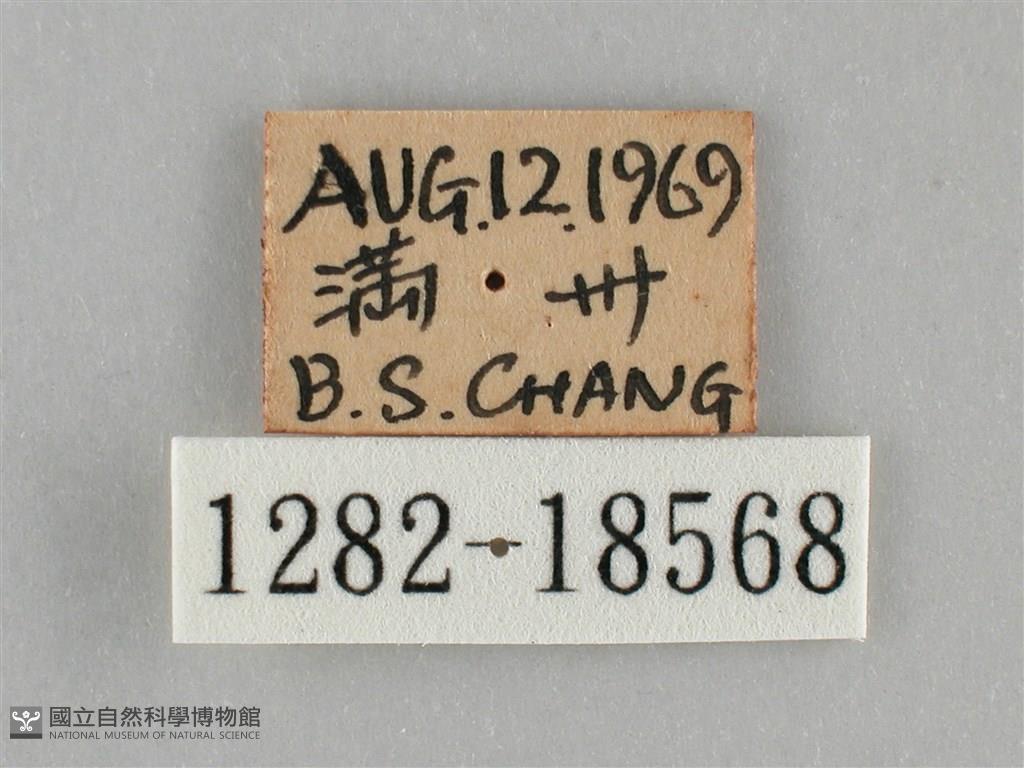 AUG.12.1969
満州
B.S.CHANG
1282-18568
國立自然科學博物館
NATIONAL MUSEUM OF NATURAL SCIENCE